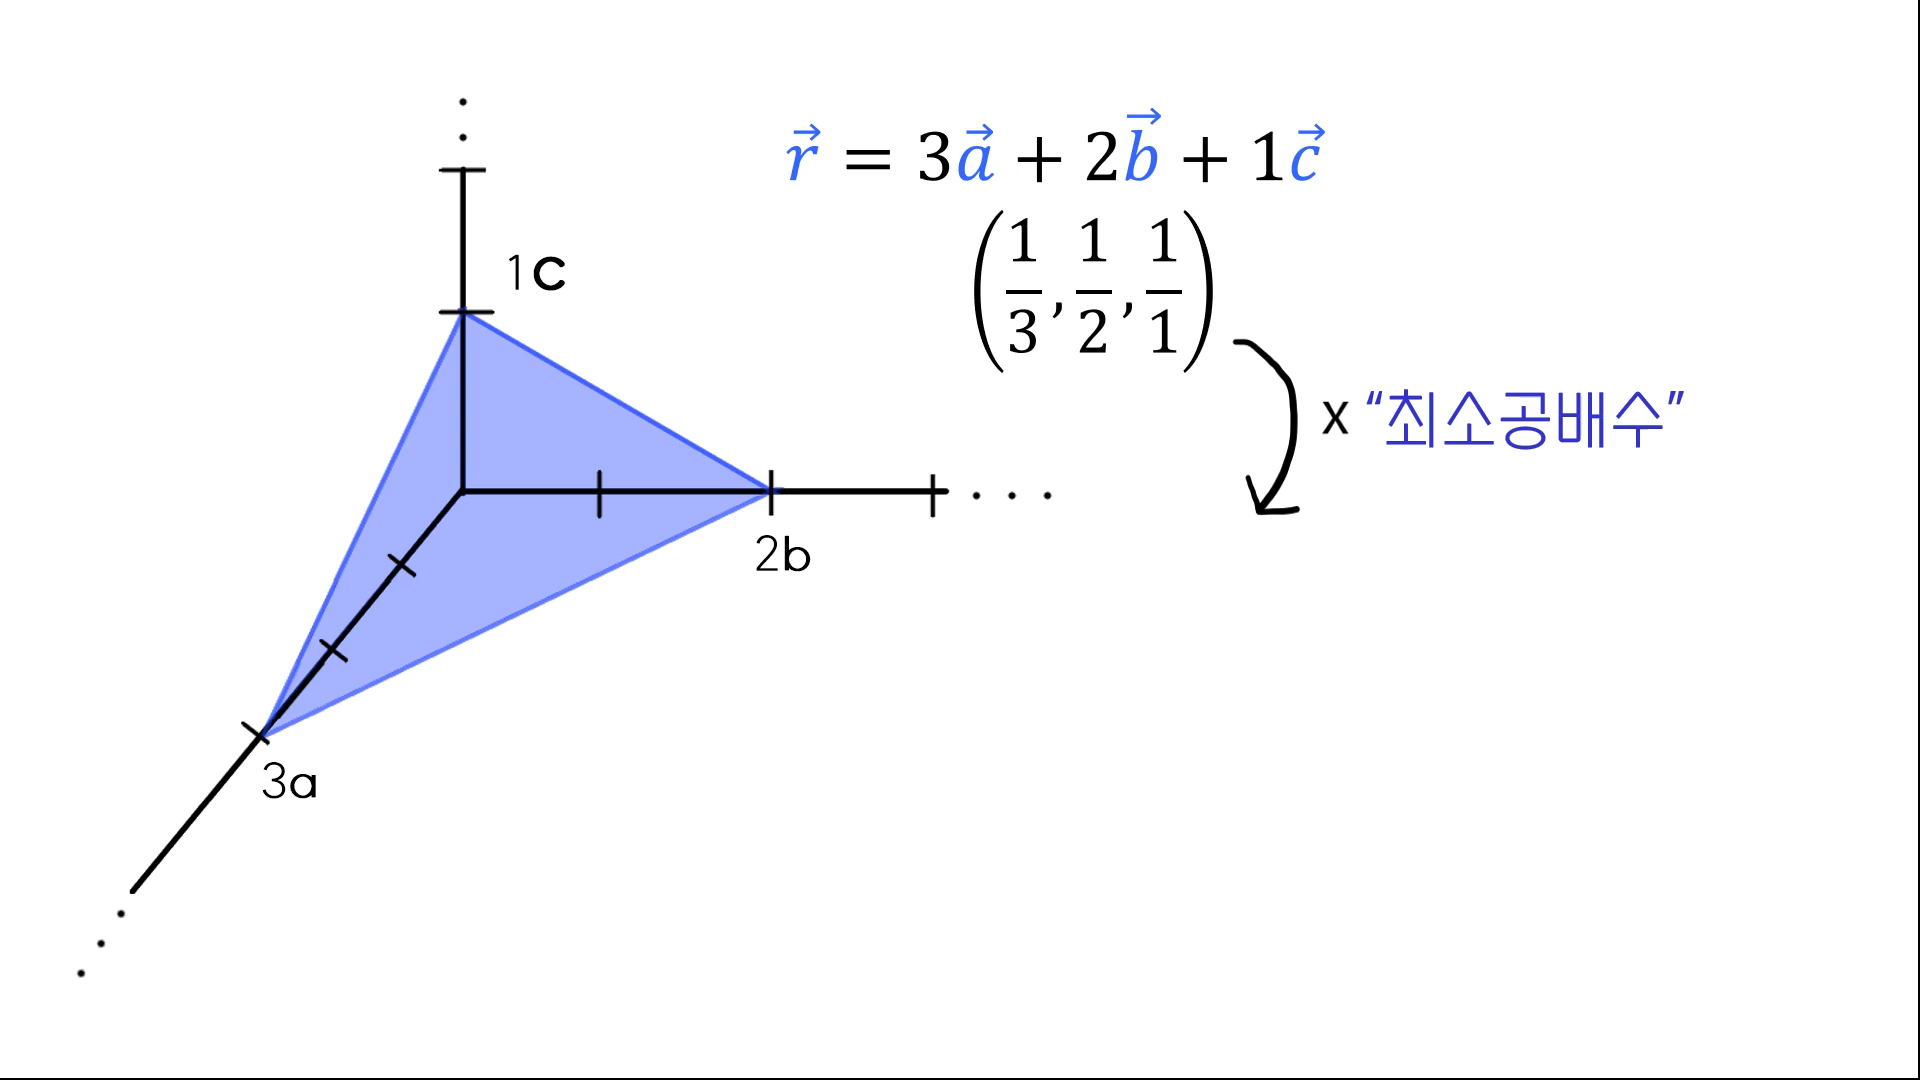 r⃗ = 3a⃗ + 2b⃗ + 1c⃗
(1/3, 1/2, 1/1)
1c
x “최소공배수”
2b
3a